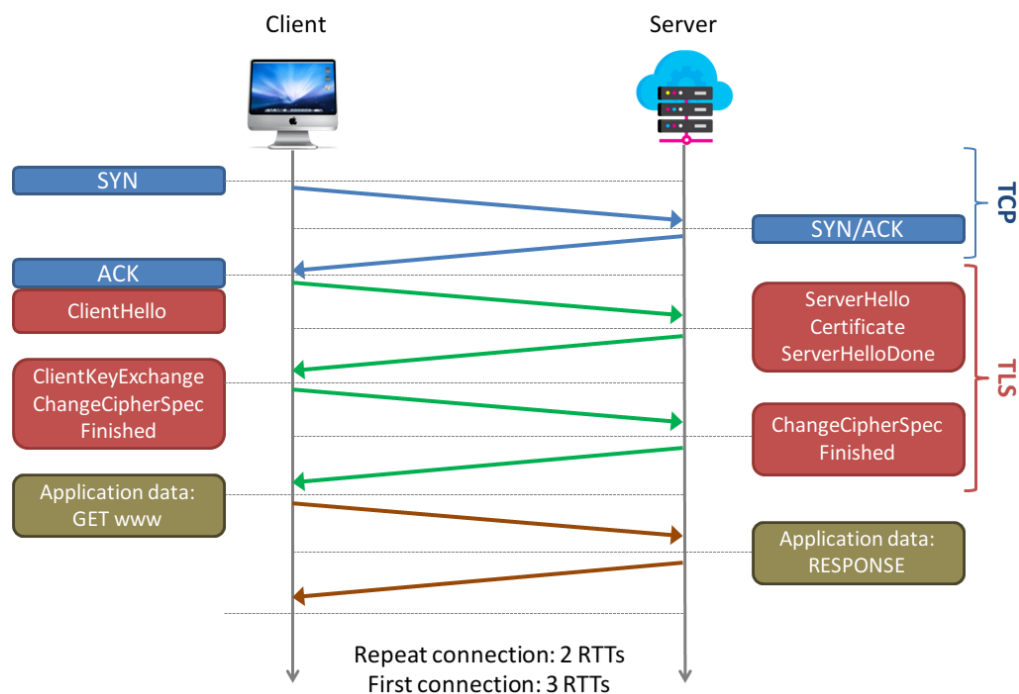 Client
Server
SYN
SYN/ACK
TCP
ACK
ClientHello
ServerHello
Certificate
ServerHelloDone
TLS
ClientKeyExchange
ChangeCipherSpec
Finished
ChangeCipherSpec
Finished
Application data:
GET www
Application data:
RESPONSE
Repeat connection: 2 RTTs
First connection: 3 RTTs